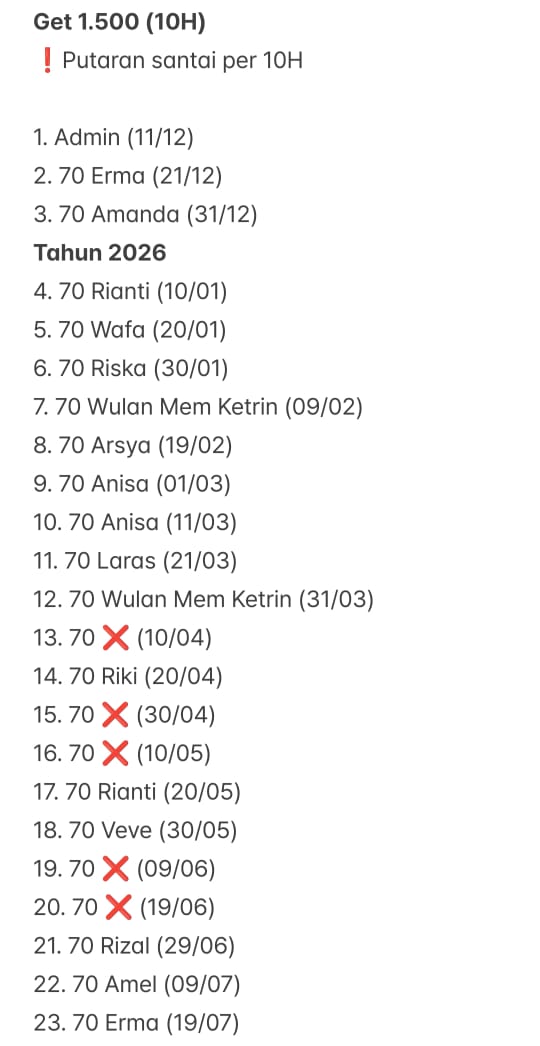 Get 1.500 (10H)
❗ Putaran santai per 10H
1. Admin (11/12)
2. 70 Erma (21/12)
3. 70 Amanda (31/12)
Tahun 2026
4. 70 Rianti (10/01)
5. 70 Wafa (20/01)
6. 70 Riska (30/01)
7. 70 Wulan Mem Ketrin (09/02)
8. 70 Arsya (19/02)
9. 70 Anisa (01/03)
10. 70 Anisa (11/03)
11. 70 Laras (21/03)
12. 70 Wulan Mem Ketrin (31/03)
13. 70 ❌ (10/04)
14. 70 Riki (20/04)
15. 70 ❌ (30/04)
16. 70 ❌ (10/05)
17. 70 Rianti (20/05)
18. 70 Veve (30/05)
19. 70 ❌ (09/06)
20. 70 ❌ (19/06)
21. 70 Rizal (29/06)
22. 70 Amel (09/07)
23. 70 Erma (19/07)